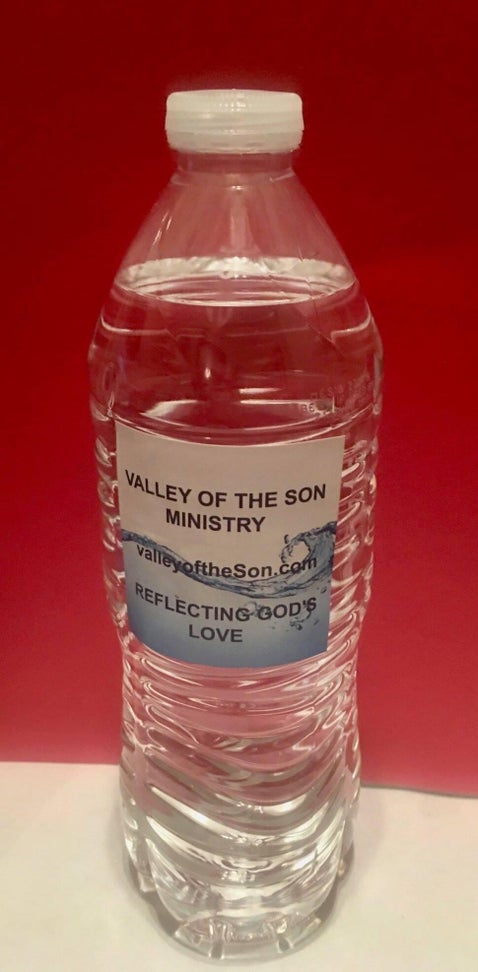 VALLEY OF THE SON
MINISTRY
valleyoftheSon.com
REFLECTING GOD'S
LOVE